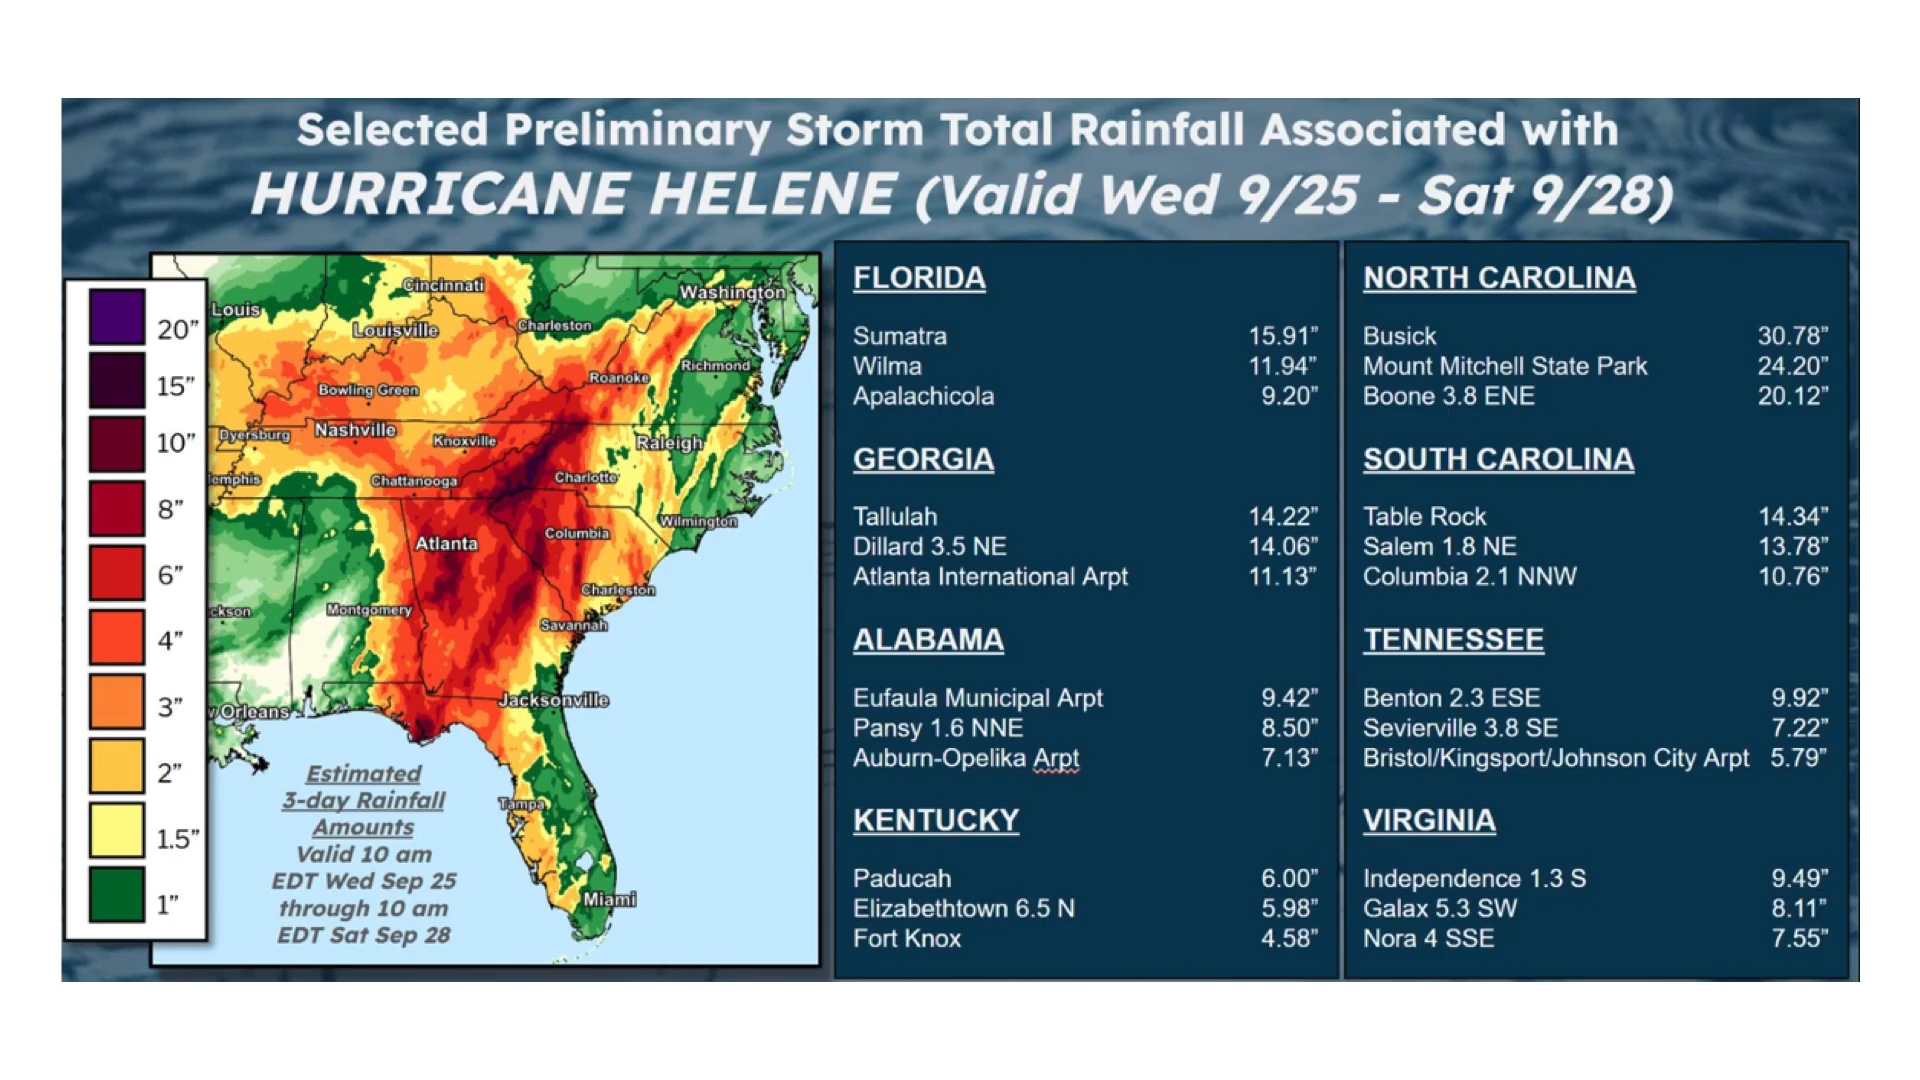 Selected Preliminary Storm Total Rainfall Associated with
HURRICANE HELENE (Valid Wed 9/25 - Sat 9/28)
20”
15”
10”
8”
6”
4”
3”
2”
1.5”
1”
Cincinnati
Washington
Louis
Louisville
Charleston
Richmond
Roanoke
Bowling Green
Dyersburg
Nashville
Knoxville
Raleigh
emphis
Chattanooga
Charlotte
Wilmington
Atlanta
Columbia
Charleston
ckson
Montgomery
Savannah
Jacksonville
w Orleans
Tampa
Miami
Estimated
3-day Rainfall
Amounts
Valid 10 am
EDT Wed Sep 25
through 10 am
EDT Sat Sep 28
FLORIDA
Sumatra 15.91”
Wilma 11.94”
Apalachicola 9.20”
GEORGIA
Tallulah 14.22”
Dillard 3.5 NE 14.06”
Atlanta International Arpt 11.13”
ALABAMA
Eufaula Municipal Arpt 9.42”
Pansy 1.6 NNE 8.50”
Auburn-Opelika Arpt 7.13”
KENTUCKY
Paducah 6.00”
Elizabethtown 6.5 N 5.98”
Fort Knox 4.58”
NORTH CAROLINA
Busick 30.78”
Mount Mitchell State Park 24.20”
Boone 3.8 ENE 20.12”
SOUTH CAROLINA
Table Rock 14.34”
Salem 1.8 NE 13.78”
Columbia 2.1 NNW 10.76”
TENNESSEE
Benton 2.3 ESE 9.92”
Sevierville 3.8 SE 7.22”
Bristol/Kingsport/Johnson City Arpt 5.79”
VIRGINIA
Independence 1.3 S 9.49”
Galax 5.3 SW 8.11”
Nora 4 SSE 7.55”